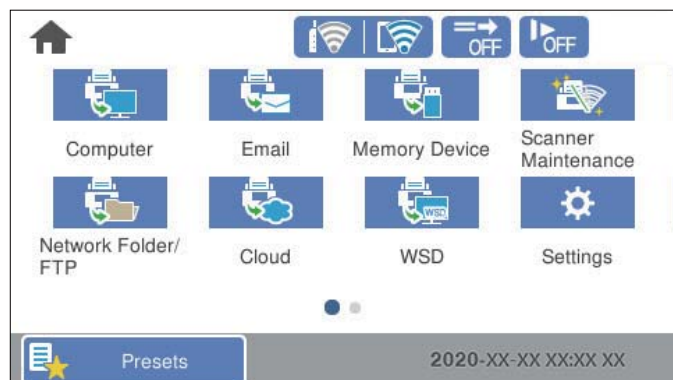 OFF
OFF
Computer
Email
Memory Device
Scanner
Maintenance
WSD
Network Folder/
FTP
Cloud
WSD
Settings
Presets
2020-XX-XX XX:XX XX